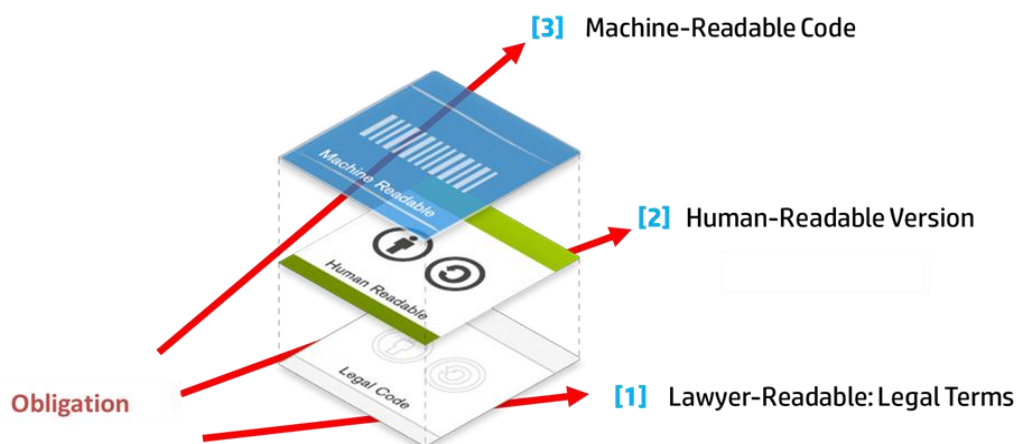 [3] Machine-Readable Code
Machine Readable
[2] Human-Readable Version
Human Readable
Legal Code
[1] Lawyer-Readable: Legal Terms
Obligation